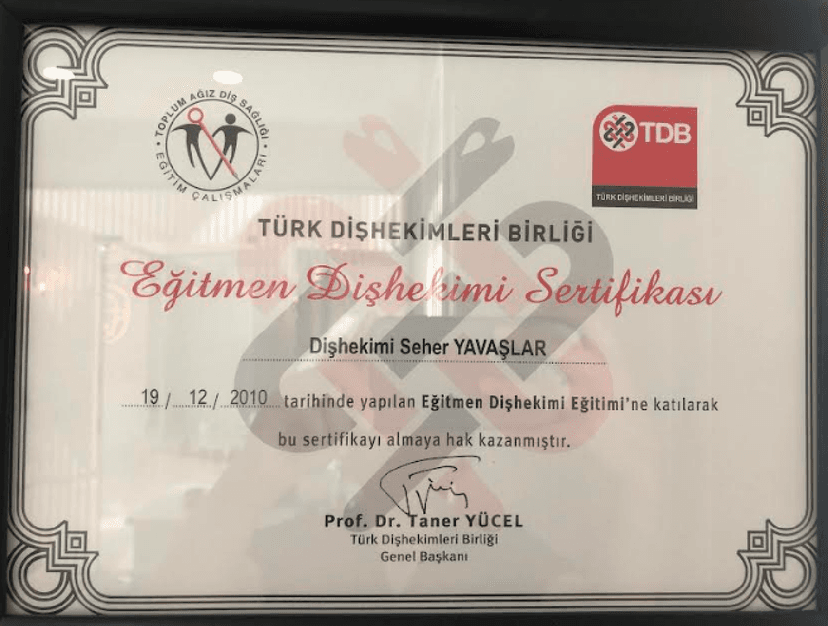 TOPLUM AĞIZ DİŞ SAĞLIĞI
EĞİTİM ÇALIŞMALARI
TDB
TÜRK DİŞHEKİMLERİ BİRLİĞİ
TÜRK DİŞHEKİMLERİ BİRLİĞİ
Eğitmen Dişhekimi Sertifikası
Dişhekimi Seher YAVAŞLAR
19 / 12 / 2010 tarihinde yapılan Eğitmen Dişhekimi Eğitimi'ne katılarak
bu sertifikayı almaya hak kazanmıştır.
Prof. Dr. Taner YÜCEL
Türk Dişhekimleri Birliği
Genel Başkanı